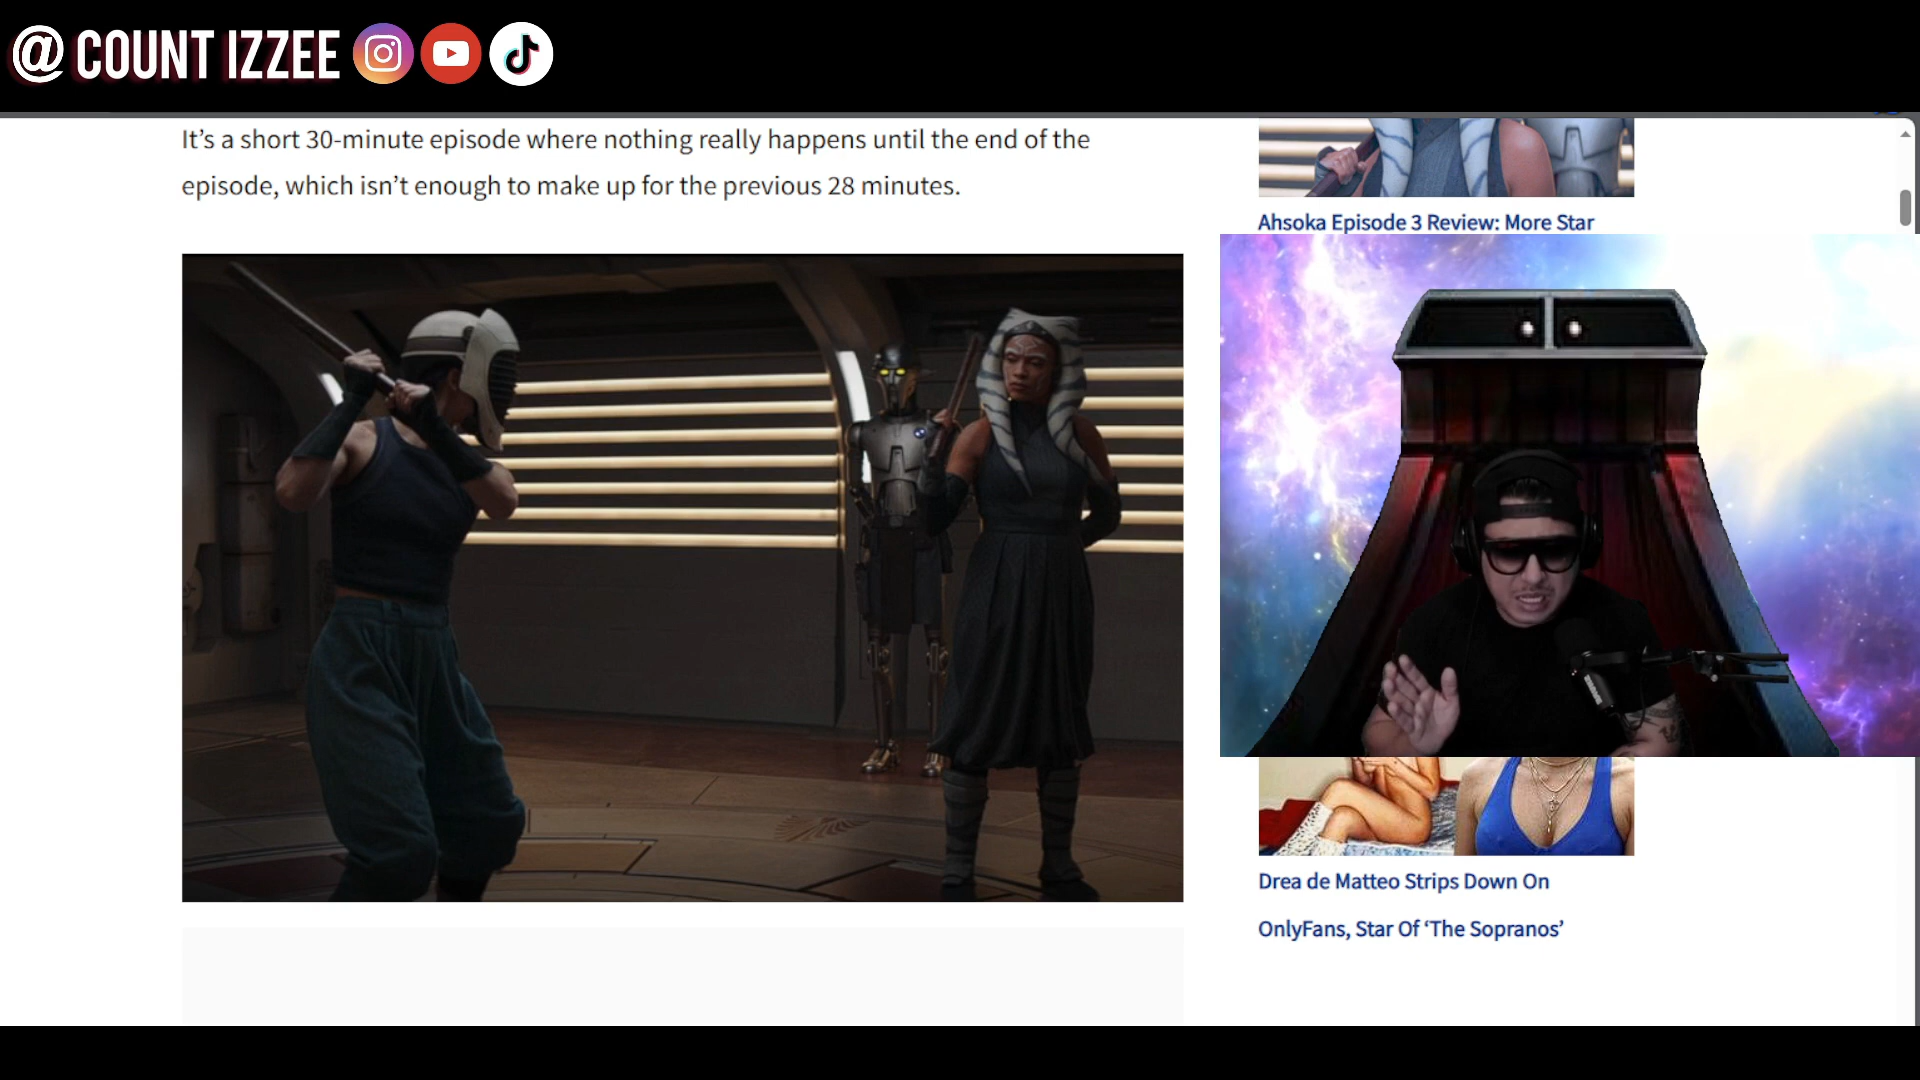 @ COUNT IZZEE
It’s a short 30-minute episode where nothing really happens until the end of the
episode, which isn’t enough to make up for the previous 28 minutes.
Ahsoka Episode 3 Review: More Star
Drea de Matteo Strips Down On
OnlyFans, Star Of ‘The Sopranos’